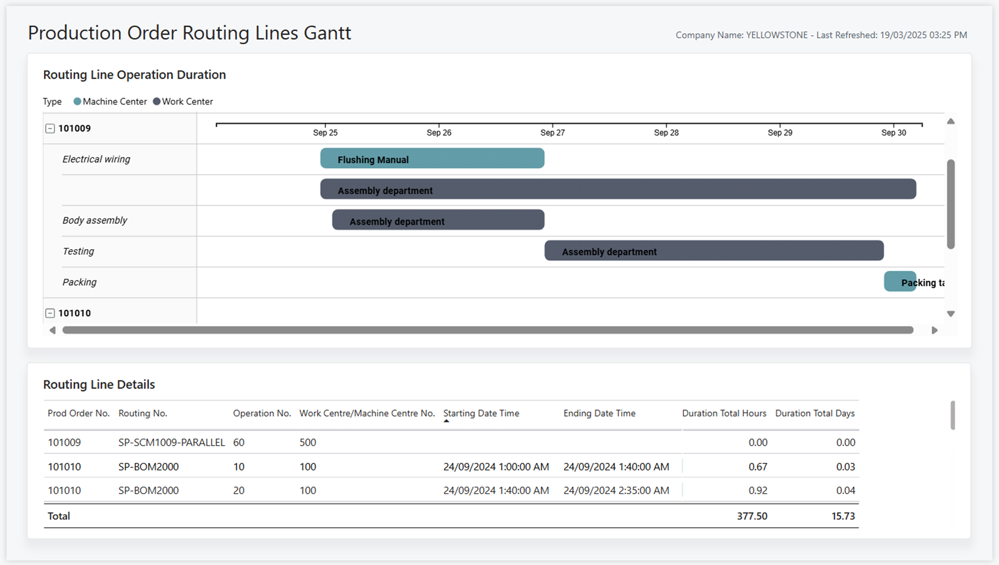 Production Order Routing Lines Gantt
Company Name: YELLOWSTONE - Last Refreshed: 19/03/2025 03:25 PM
Routing Line Operation Duration
Type Machine Center Work Center
101009
Sep 25 Sep 26 Sep 27 Sep 28 Sep 29 Sep 30
Electrical wiring Flushing Manual
Assembly department
Body assembly Assembly department
Testing Assembly department
Packing Packing ta
101010
Routing Line Details
Prod Order No. Routing No. Operation No. Work Centre/Machine Centre No. Starting Date Time Ending Date Time Duration Total Hours Duration Total Days
101009 SP-SCM1009-PARALLEL 60 500 0.00 0.00
101010 SP-BOM2000 10 100 24/09/2024 1:00:00 AM 24/09/2024 1:40:00 AM 0.67 0.03
101010 SP-BOM2000 20 100 24/09/2024 1:40:00 AM 24/09/2024 2:35:00 AM 0.92 0.04
Total 377.50 15.73